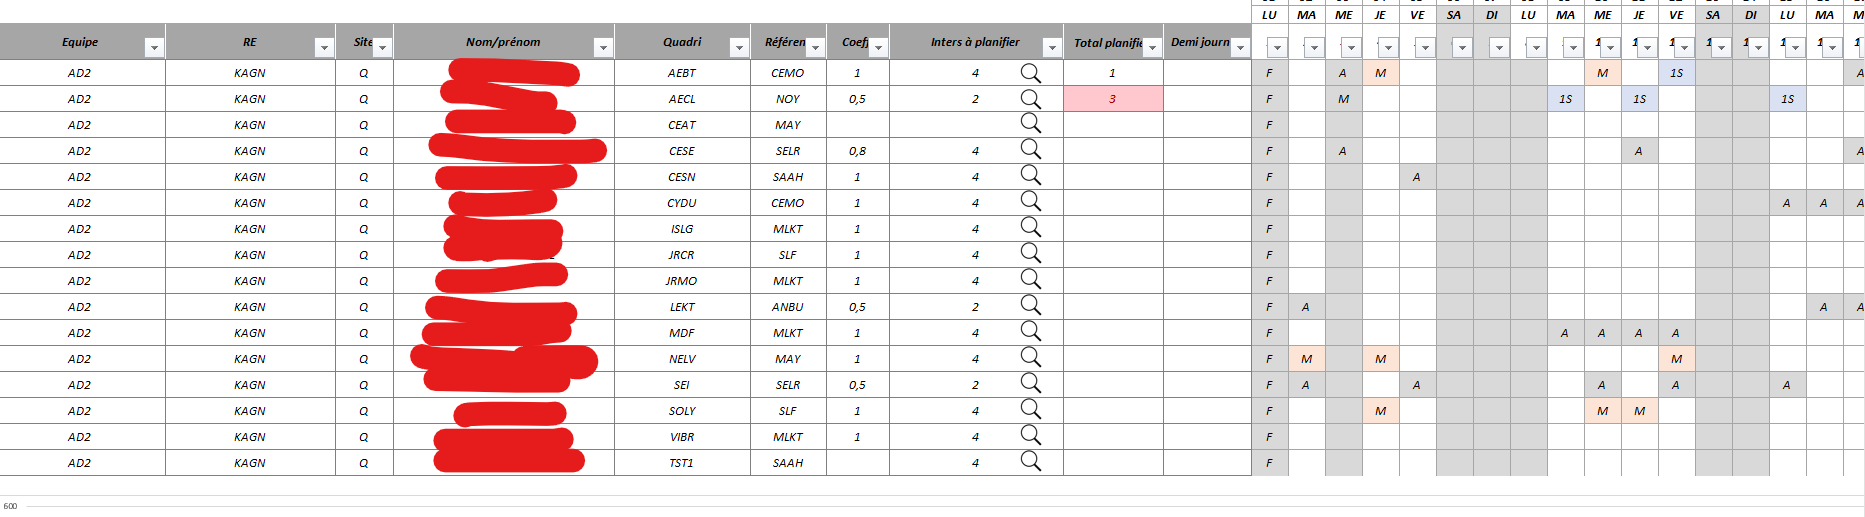 LU MA ME JE VE SA DI LU MA ME JE VE SA DI LU MA M
Equipe RE Site Nom/prénom Quadri Référen Coef Inters à planifier Total planifié Demi journ
AD2 KAGN Q AEBT CEMO 1 4 1 F A M M 1S A
AD2 KAGN Q AECL NOY 0,5 2 3 F M 1S 1S 1S
AD2 KAGN Q CEAT MAY F
AD2 KAGN Q CESE SELR 0,8 4 F A A A
AD2 KAGN Q CESN SAAH 1 4 F A
AD2 KAGN Q CYDU CEMO 1 4 F A A A
AD2 KAGN Q ISLG MLKT 1 4 F
AD2 KAGN Q JRCR SLF 1 4 F
AD2 KAGN Q JRMO MLKT 1 4 F
AD2 KAGN Q LEKT ANBU 0,5 2 F A A A
AD2 KAGN Q MDF MLKT 1 4 F A A A A
AD2 KAGN Q NELV MAY 1 4 F M M M
AD2 KAGN Q SEI SELR 0,5 2 F A A A A A
AD2 KAGN Q SOLY SLF 1 4 F M M M
AD2 KAGN Q VIBR MLKT 1 4 F
AD2 KAGN Q TST1 SAAH 4 F
600